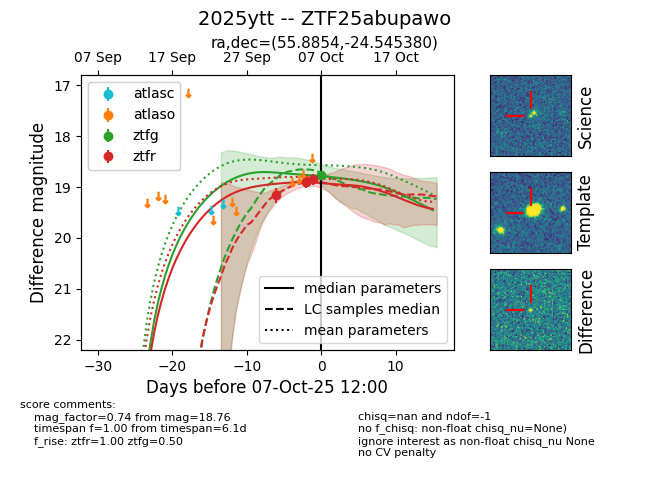 2025ytt -- ZTF25abupawo
ra,dec=(55.8854,-24.545380)
07 Sep 17 Sep 27 Sep 07 Oct 17 Oct
17
18
19
20
21
22
Difference magnitude
atlasc
atlaso
ztfg
ztfr
median parameters
LC samples median
mean parameters
−30 −20 −10 0 10
Days before 07-Oct-25 12:00
Science
Template
Difference
score comments:
mag_factor=0.74 from mag=18.76
timespan f=1.00 from timespan=6.1d
f_rise: ztfr=1.00 ztfg=0.50
chisq=nan and ndof=-1
no f_chisq: non-float chisq_nu=None)
ignore interest as non-float chisq_nu None
no CV penalty